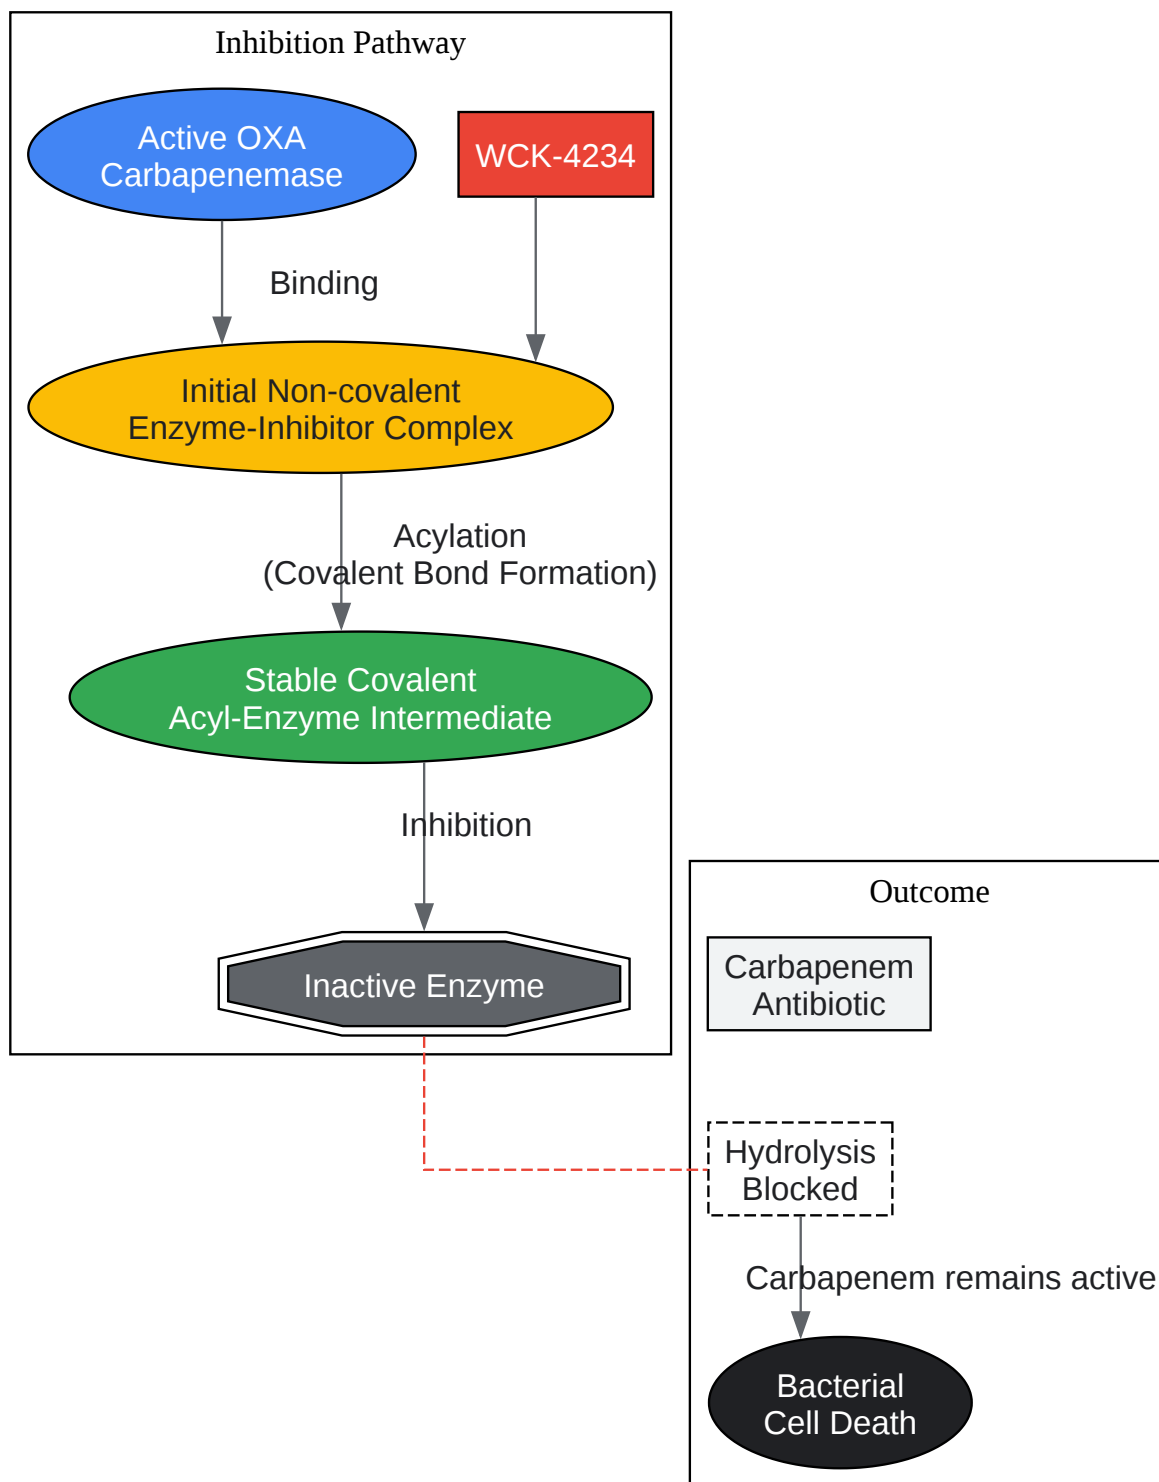 Inhibition Pathway
Active OXA
Carbapenemase
WCK-4234
Binding
Initial Non-covalent
Enzyme-Inhibitor Complex
Acylation
(Covalent Bond Formation)
Stable Covalent
Acyl-Enzyme Intermediate
Inhibition
Inactive Enzyme
Outcome
Carbapenem
Antibiotic
Hydrolysis
Blocked
Carbapenem remains active
Bacterial
Cell Death